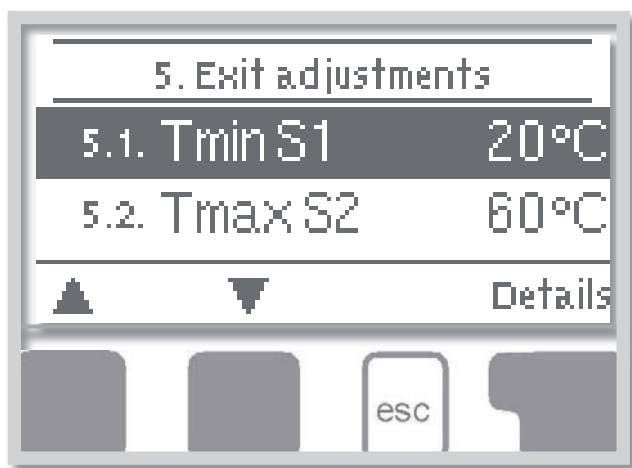 5. Exit adjustments
5.1. Tmin S1 20°C
5.2. Tmax S2 60°C
Details
esc